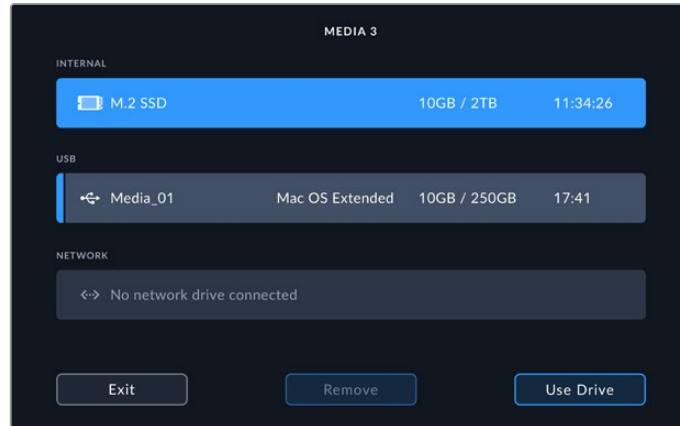 MEDIA 3
INTERNAL
M.2 SSD 10GB / 2TB 11:34:26
USB
Media_01 Mac OS Extended 10GB / 250GB 17:41
NETWORK
No network drive connected
Exit Remove Use Drive